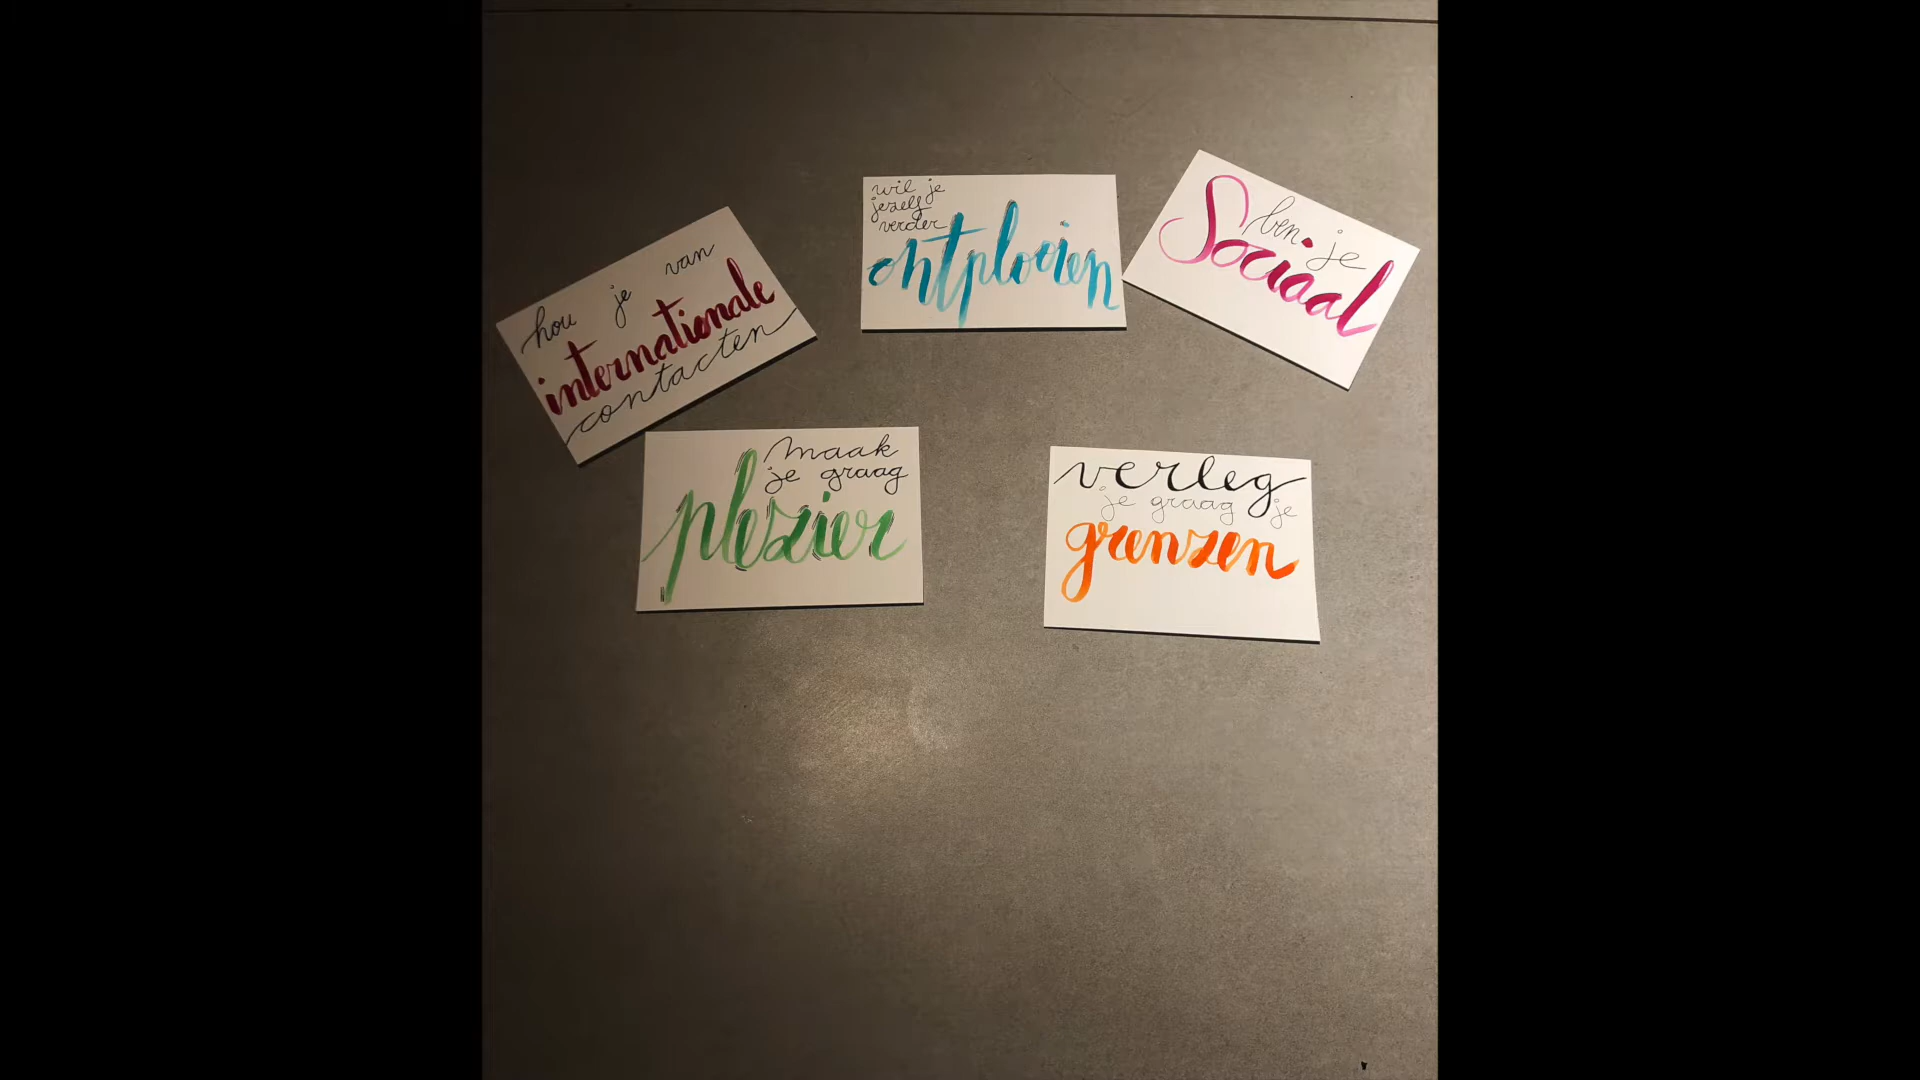 hou je van
internationale
contacten
wil je
jezelf
verder
ontplooien
ben je
Sociaal
maak
je graag
plezier
verleg
je graag je
grenzen